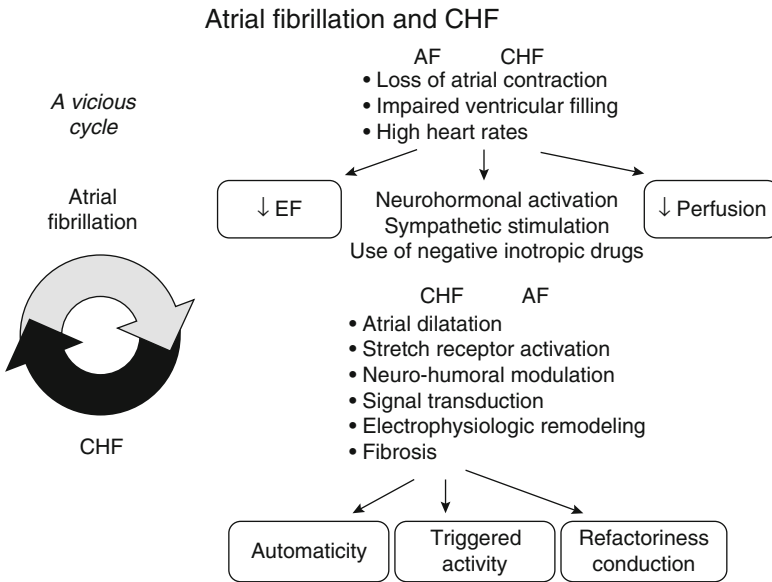 Atrial fibrillation and CHF
A vicious
cycle
Atrial
fibrillation
CHF
AF CHF
• Loss of atrial contraction
• Impaired ventricular filling
• High heart rates
↓ EF
Neurohormonal activation
Sympathetic stimulation
Use of negative inotropic drugs
↓ Perfusion
CHF AF
• Atrial dilatation
• Stretch receptor activation
• Neuro-humoral modulation
• Signal transduction
• Electrophysiologic remodeling
• Fibrosis
Automaticity
Triggered
activity
Refactoriness
conduction